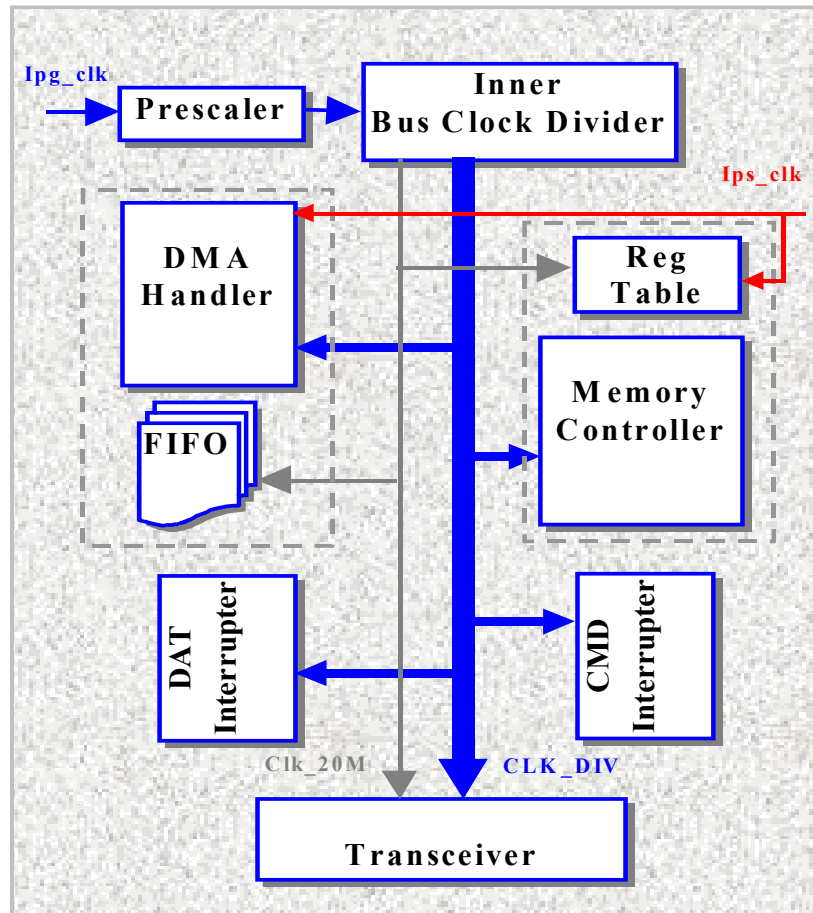 Ipg_clk
Prescaler
Inner
Bus Clock Divider
Ips_clk
DMA
Handler
Reg
Table
FIFO
Memory
Controller
DAT
Interrupter
CMD
Interrupter
Clk_20M
CLK_DIV
Transceiver